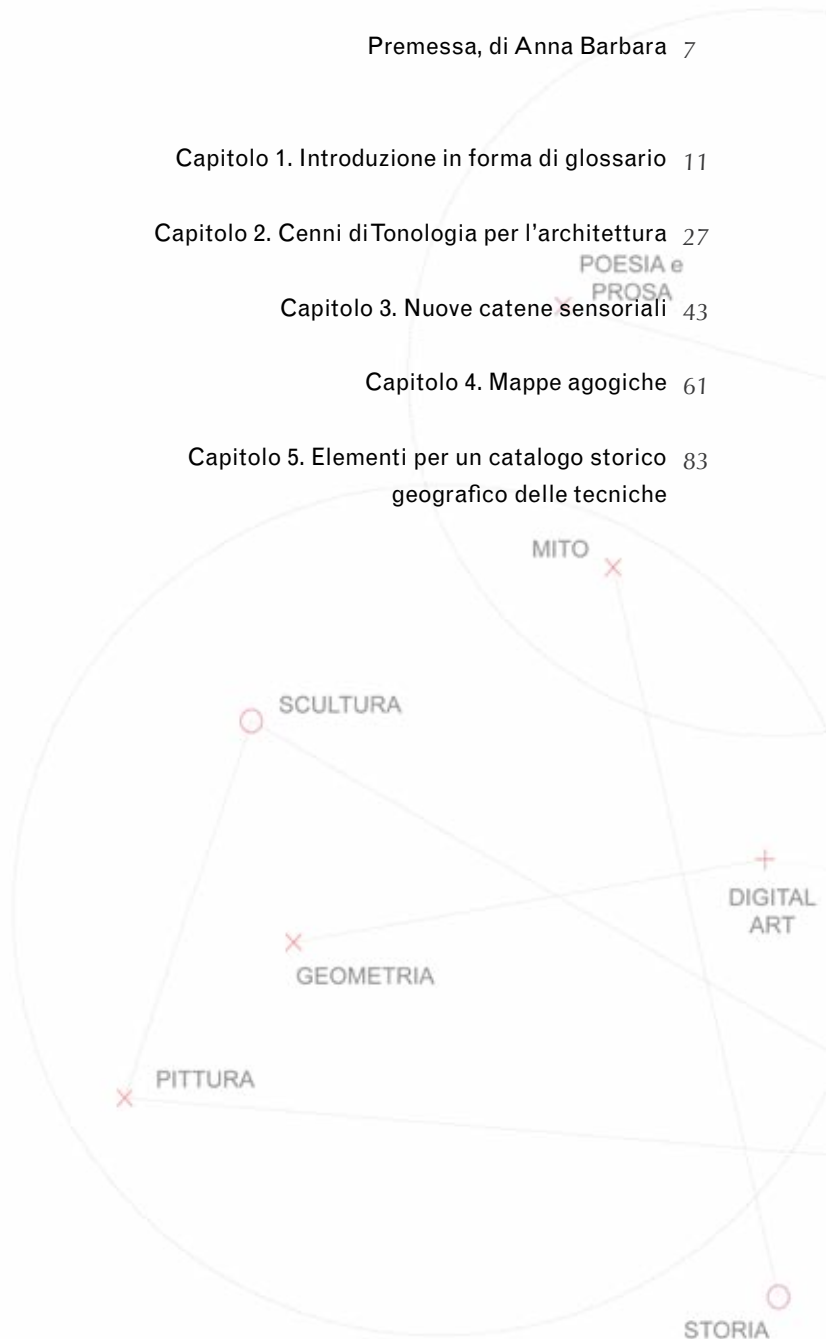 Premessa, di Anna Barbara 7
Capitolo 1. Introduzione in forma di glossario 11
Capitolo 2. Cenni di Tonologia per l'architettura 27
POESIA e
PROSA
Capitolo 3. Nuove catene sensoriali 43
Capitolo 4. Mappe agogiche 61
Capitolo 5. Elementi per un catalogo storico 83
geografico delle tecniche
MITO
SCULTURA
DIGITAL
ART
GEOMETRIA
PITTURA
STORIA